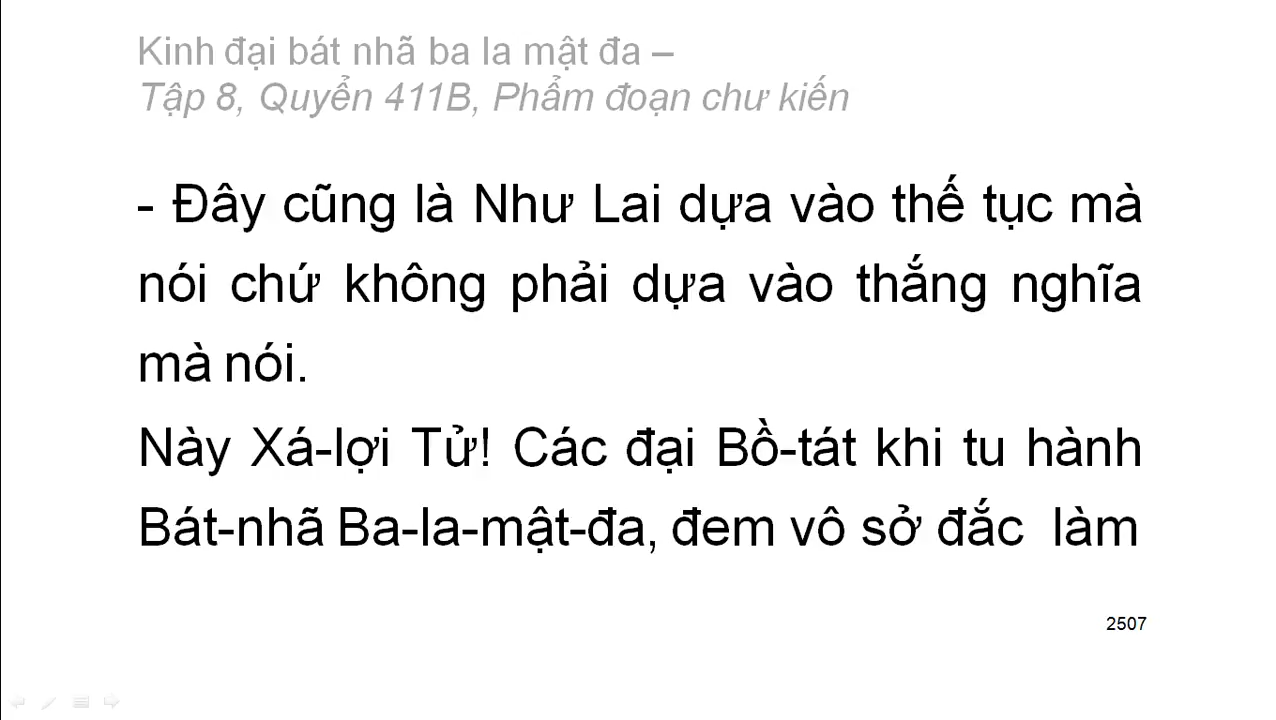 Kinh đại bát nhã ba la mật đa –
Tập 8, Quyển 411B, Phẩm đoạn chư kiến
- Đây cũng là Như Lai dựa vào thế tục mà
nói chứ không phải dựa vào thắng nghĩa
mà nói.
Này Xá-lợi Tử! Các đại Bồ-tát khi tu hành
Bát-nhã Ba-la-mật-đa, đem vô sở đắc  làm
2507